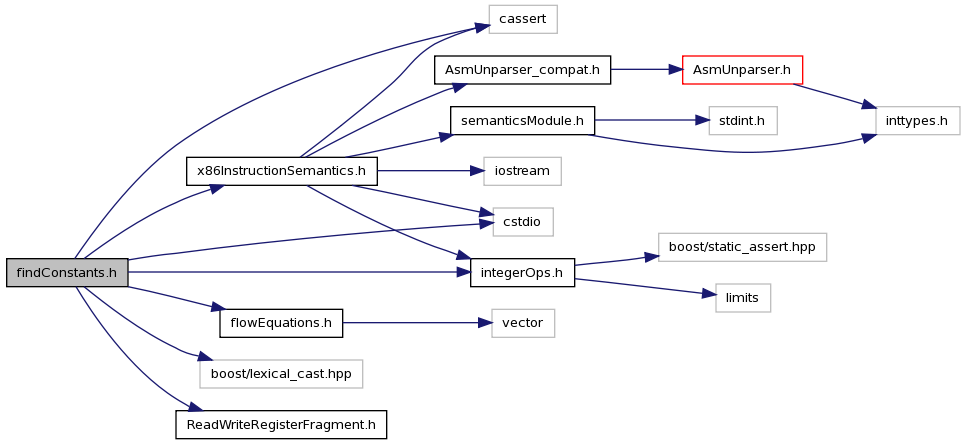 cassert
AsmUnparser_compat.h
AsmUnparser.h
semanticsModule.h
stdint.h
inttypes.h
x86InstructionSemantics.h
iostream
cstdio
boost/static_assert.hpp
findConstants.h
integerOps.h
limits
flowEquations.h
vector
boost/lexical_cast.hpp
ReadWriteRegisterFragment.h